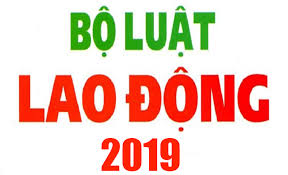 BỘ LUẬT
LAO ĐỘNG
2019